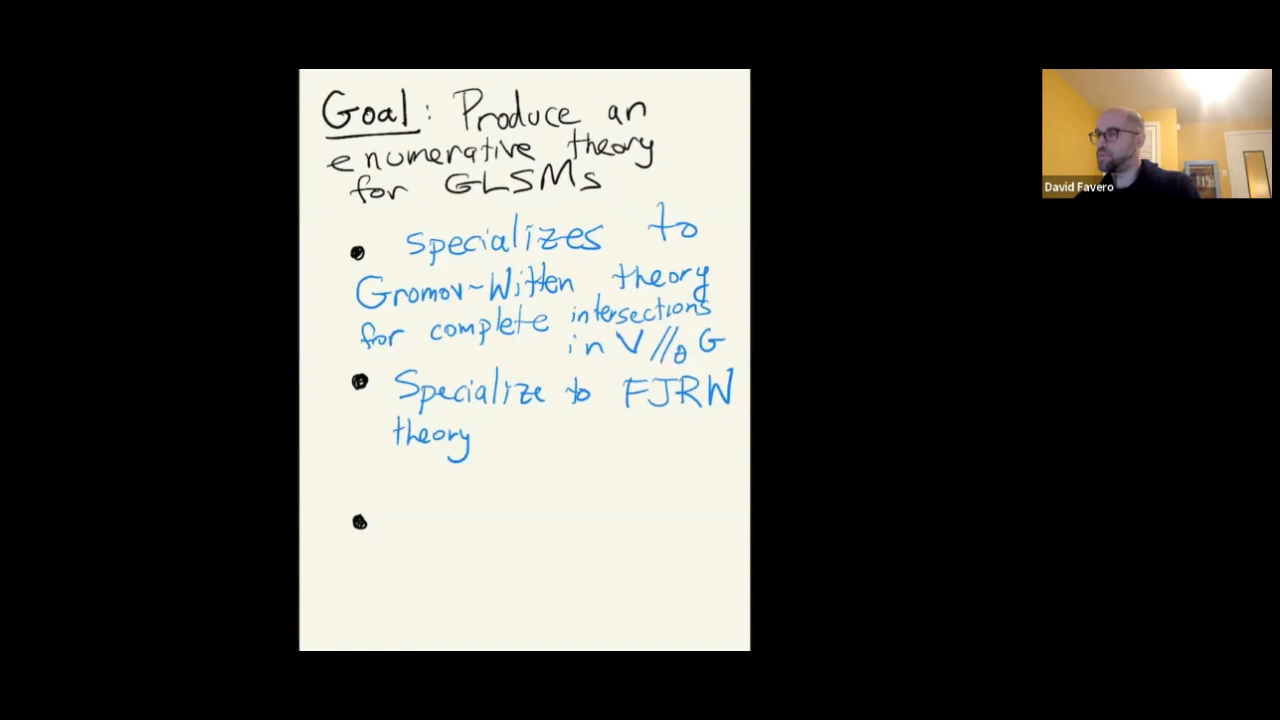 Goal: Produce an
enumerative theory
for GLSMs
• specializes to
Gromov-Witten theory
for complete intersections
in V//θ G
• Specialize to FJRW
theory
•
David Favero